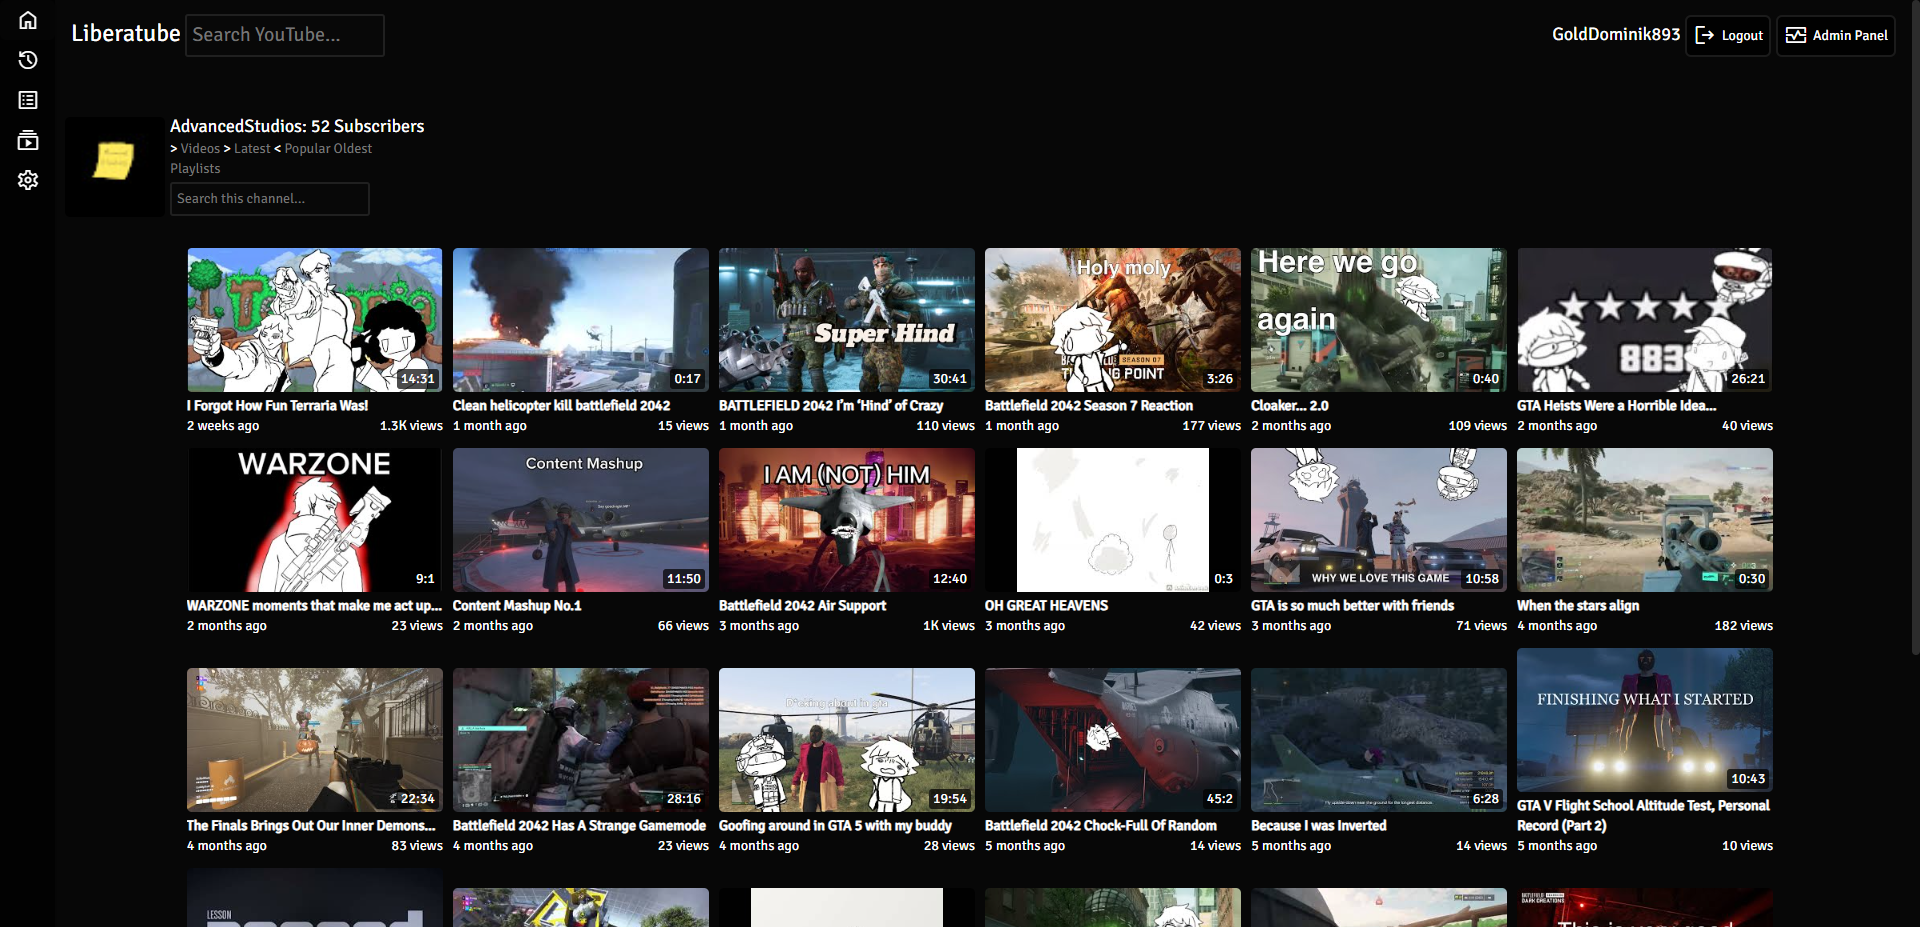 Liberatube
Search YouTube...
GoldDominik893
Logout
Admin Panel
AdvancedStudios: 52 Subscribers
> Videos > Latest < Popular Oldest
Playlists
Search this channel...
14:31
I Forgot How Fun Terraria Was!
2 weeks ago
1.3K views
0:17
Clean helicopter kill battlefield 2042
1 month ago
15 views
Super Hind
30:41
BATTLEFIELD 2042 I'm ‘Hind’ of Crazy
1 month ago
110 views
Holy moly
SEASON 07
3:26
Battlefield 2042 Season 7 Reaction
1 month ago
177 views
Here we go
again
0:40
Cloaker... 2.0
2 months ago
109 views
883
26:21
GTA Heists Were a Horrible Idea...
2 months ago
40 views
WARZONE
9:1
WARZONE moments that make me act up...
2 months ago
23 views
Content Mashup
11:50
Content Mashup No.1
2 months ago
66 views
I AM (NOT) HIM
12:40
Battlefield 2042 Air Support
3 months ago
1K views
0:3
OH GREAT HEAVENS
3 months ago
42 views
WHY WE LOVE THIS GAME
10:58
GTA is so much better with friends
3 months ago
71 views
0:30
When the stars align
4 months ago
182 views
22:34
The Finals Brings Out Our Inner Demons...
4 months ago
83 views
28:16
Battlefield 2042 Has A Strange Gamemode
4 months ago
23 views
D*cking about in gta
19:54
Goofing around in GTA 5 with my buddy
4 months ago
28 views
45:2
Battlefield 2042 Chock-Full Of Random
5 months ago
14 views
6:28
Because I was Inverted
5 months ago
14 views
FINISHING WHAT I STARTED
10:43
GTA V Flight School Altitude Test, Personal
Record (Part 2)
5 months ago
10 views
LESSON
BATTLEFIELD
DARK CREATIONS